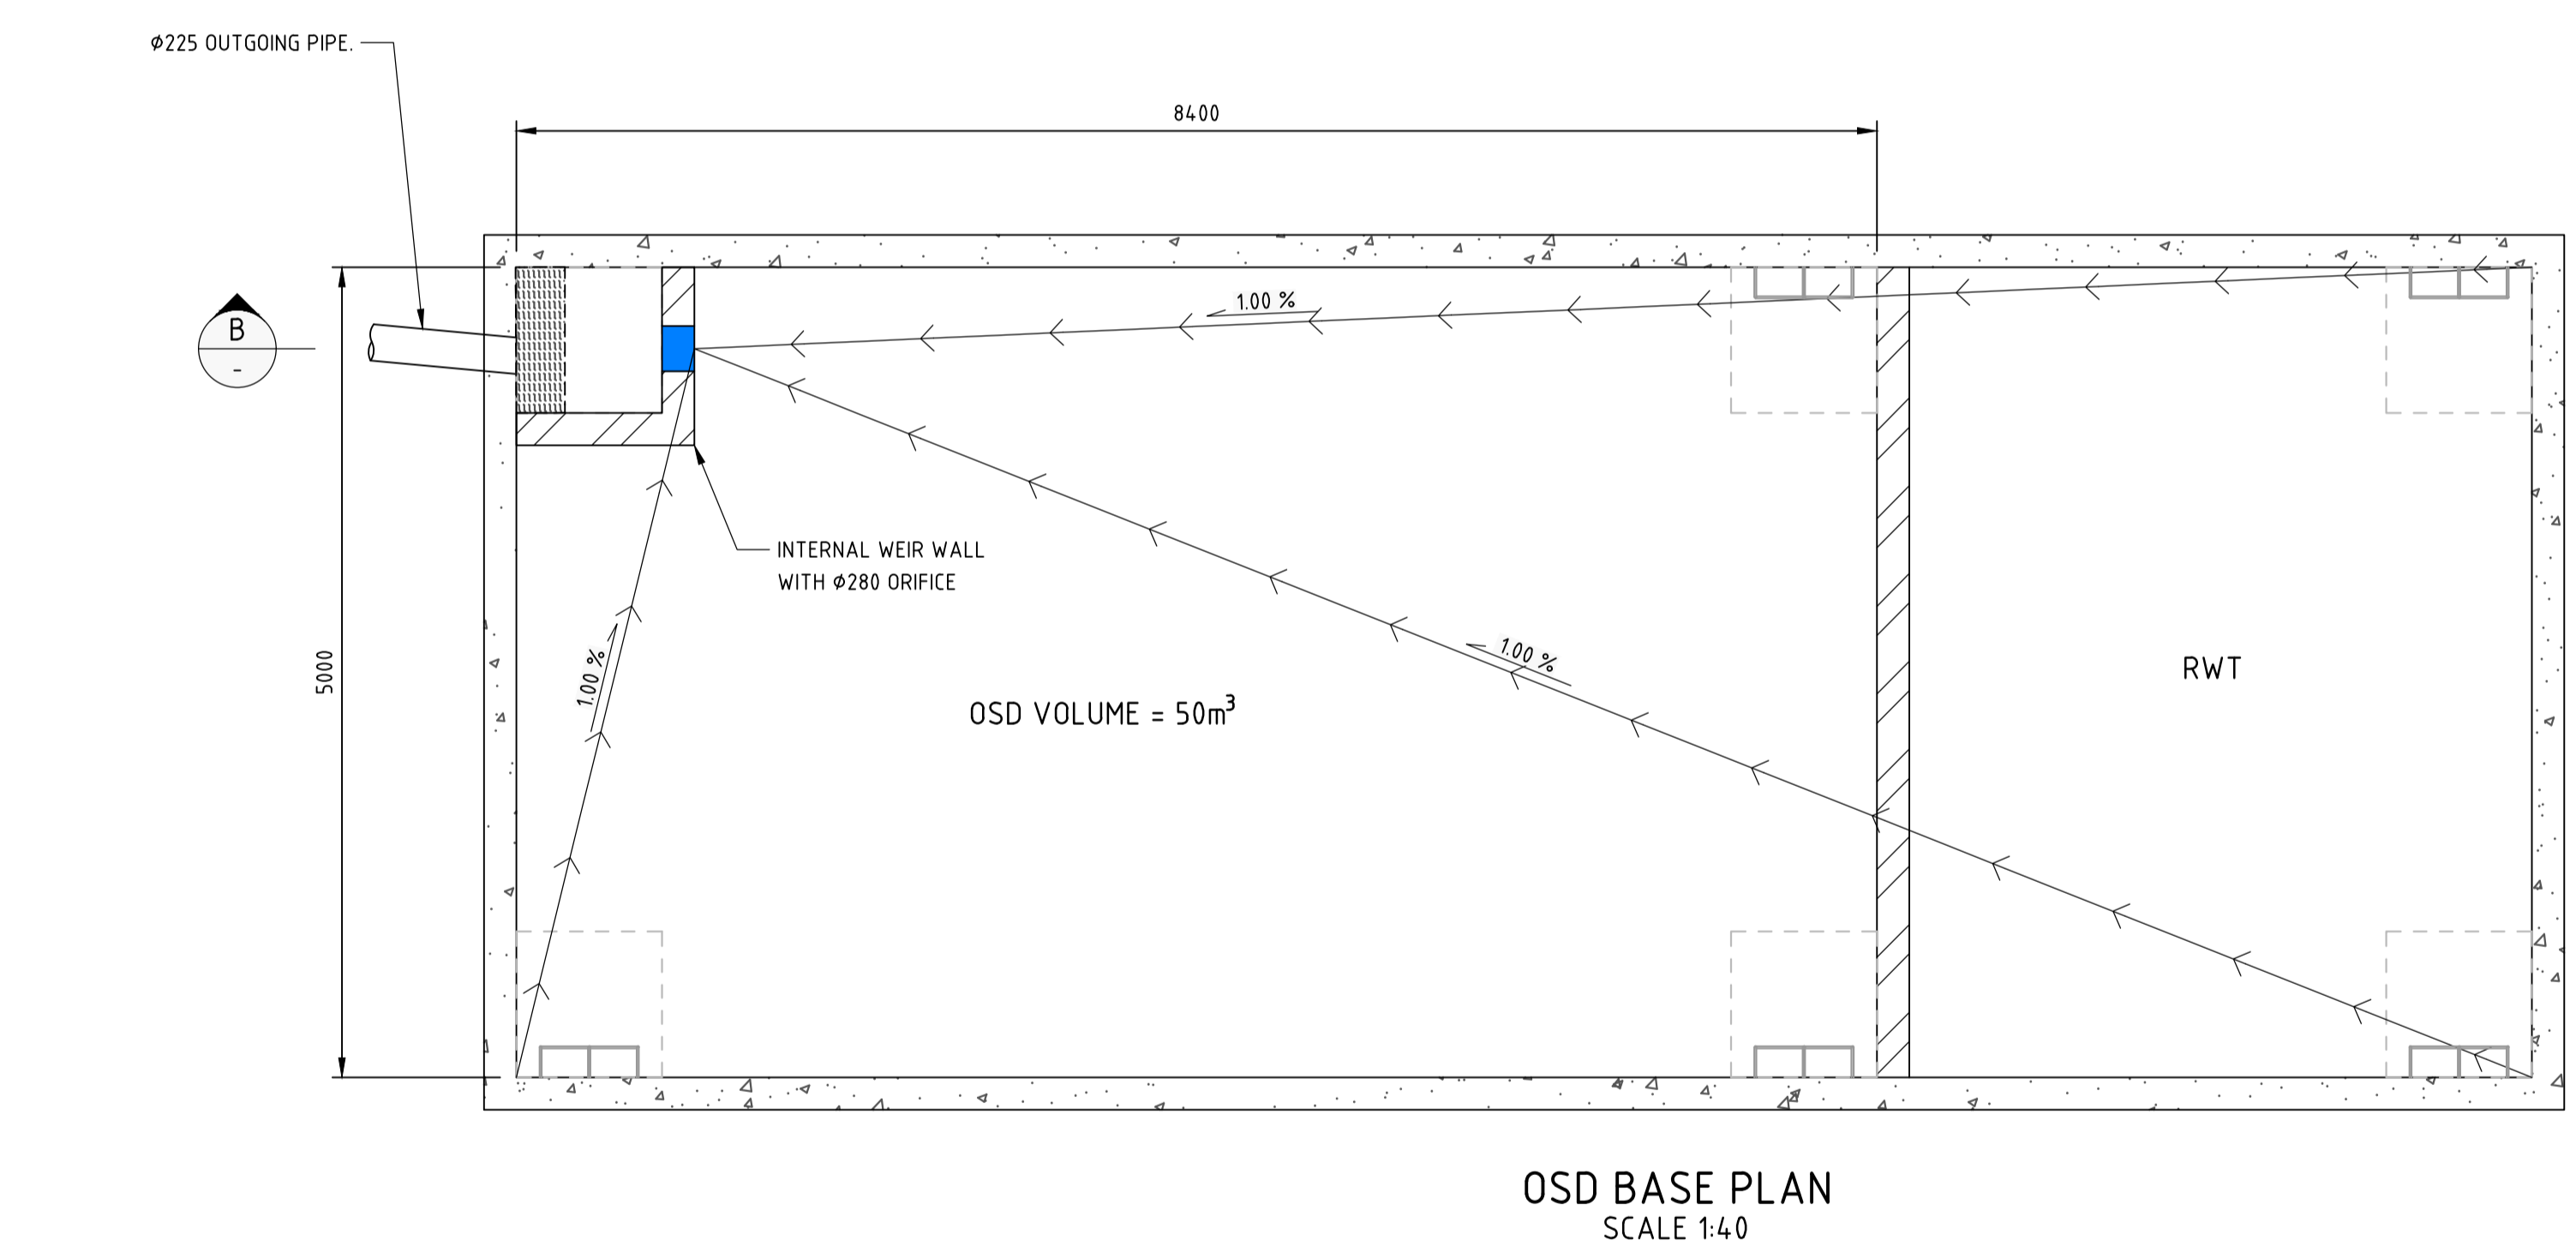 Ø225 OUTGOING PIPE.
8400
B
-
1.00 %
INTERNAL WEIR WALL
WITH Ø280 ORIFICE
5000
1.00 %
1.00 %
RWT
OSD VOLUME = 50m³
OSD BASE PLAN
SCALE 1:40